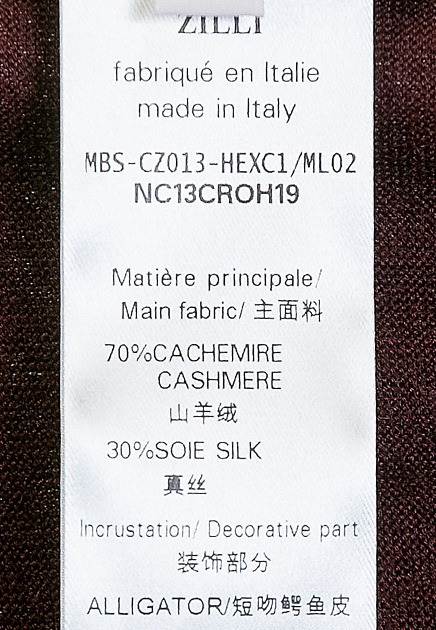 ZILLI
fabriqué en Italie
made in Italy
MBS-CZ013-HEXC1/ML02
NC13CROH19
Matière principale/
Main fabric/ 主面料
70%CACHEMIRE
CASHMERE
山羊绒
30%SOIE SILK
真丝
Incrustation/ Decorative part
装饰部分
ALLIGATOR/短吻鳄鱼皮